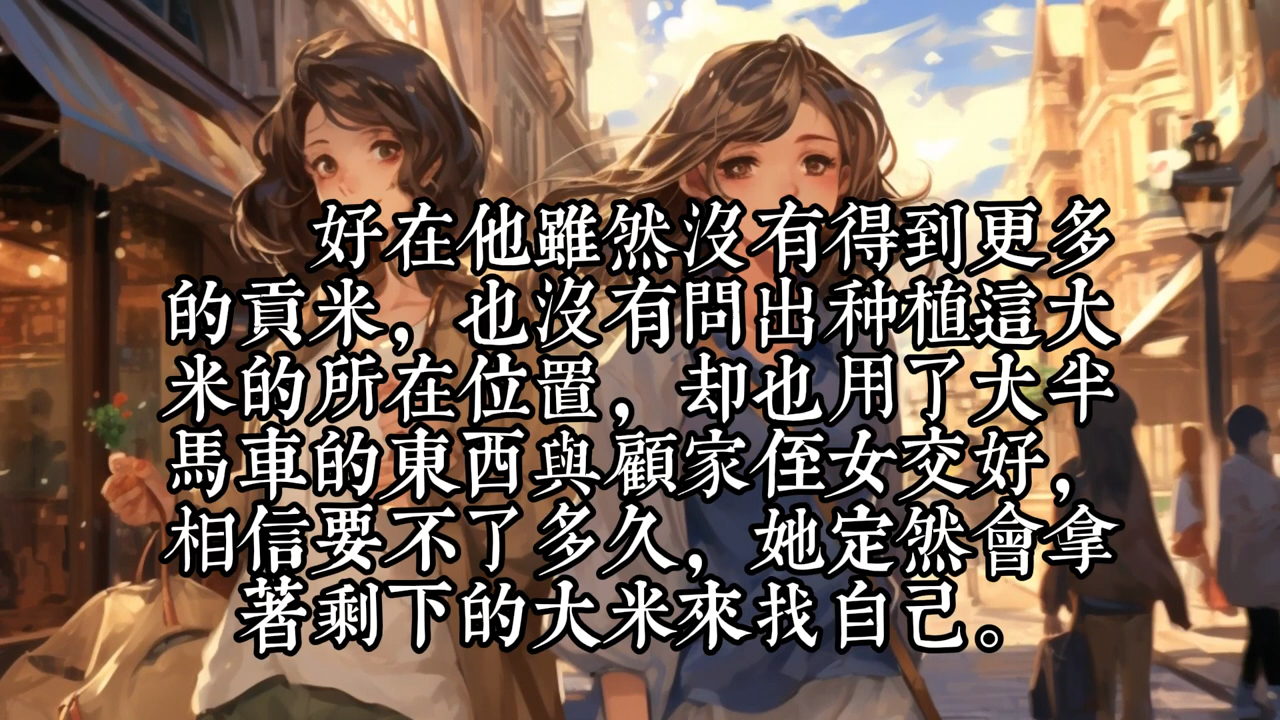 好在他雖然沒有得到更多
的貢米，也沒有問出种植這大
米的所在位置，却也用了大半
馬車的東西與顧家侄女交好，
相信要不了多久，她定然會拿
著剩下的大米來找自己。